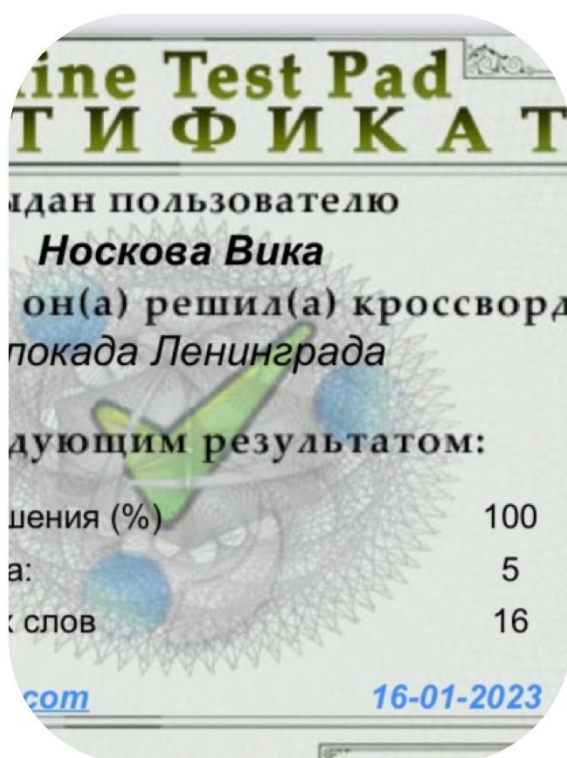 ine Test Pad
ТИФИКАТ
ыдан пользователю
Носкова Вика
он(а) решил(а) кроссворд
локада Ленинграда
дующим результатом:
шения (%) 100
а: 5
х слов 16
com 16-01-2023